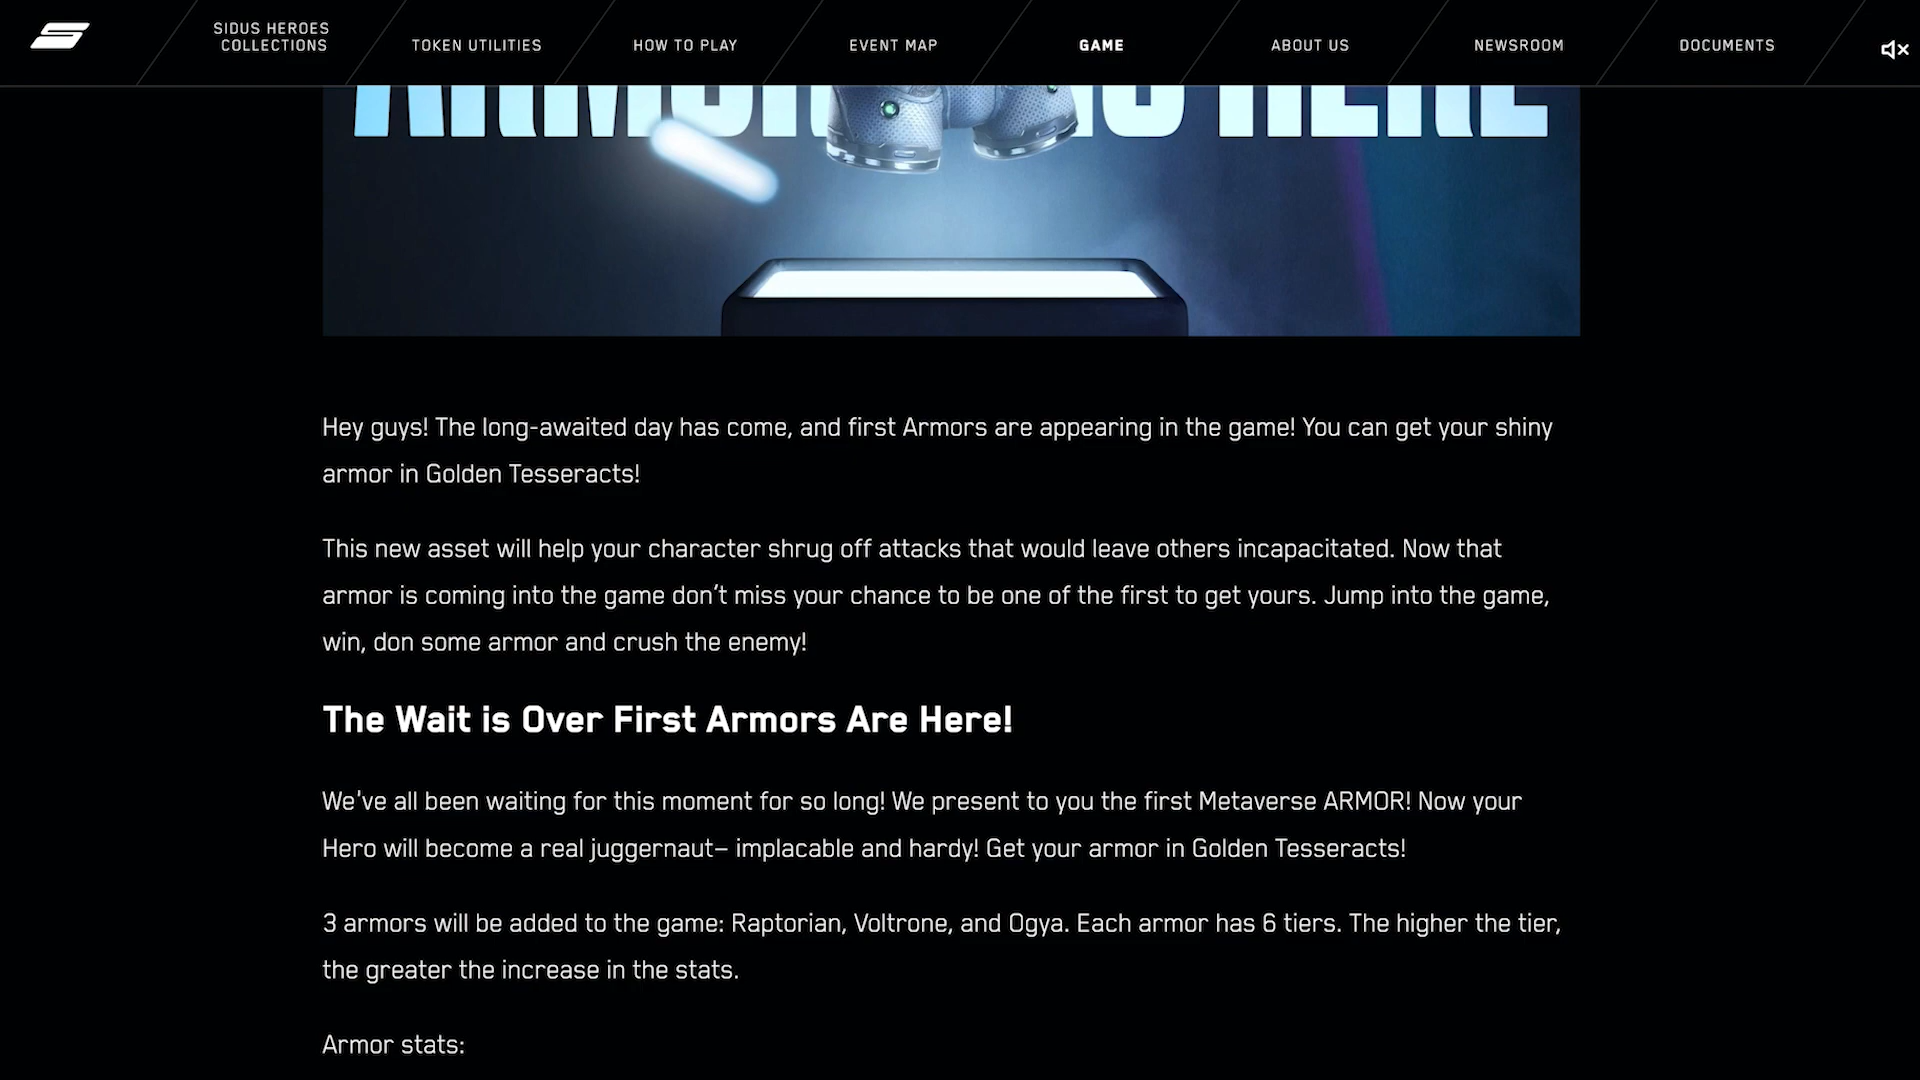 SIDUS HEROES
COLLECTIONS
TOKEN UTILITIES
HOW TO PLAY
EVENT MAP
GAME
ABOUT US
NEWSROOM
DOCUMENTS
HERE
Hey guys! The long-awaited day has come, and first Armors are appearing in the game! You can get your shiny
armor in Golden Tesseracts!
This new asset will help your character shrug off attacks that would leave others incapacitated. Now that
armor is coming into the game don't miss your chance to be one of the first to get yours. Jump into the game,
win, don some armor and crush the enemy!
The Wait is Over First Armors Are Here!
We've all been waiting for this moment for so long! We present to you the first Metaverse ARMOR! Now your
Hero will become a real juggernaut– implacable and hardy! Get your armor in Golden Tesseracts!
3 armors will be added to the game: Raptorian, Voltrone, and Ogya. Each armor has 6 tiers. The higher the tier,
the greater the increase in the stats.
Armor stats: